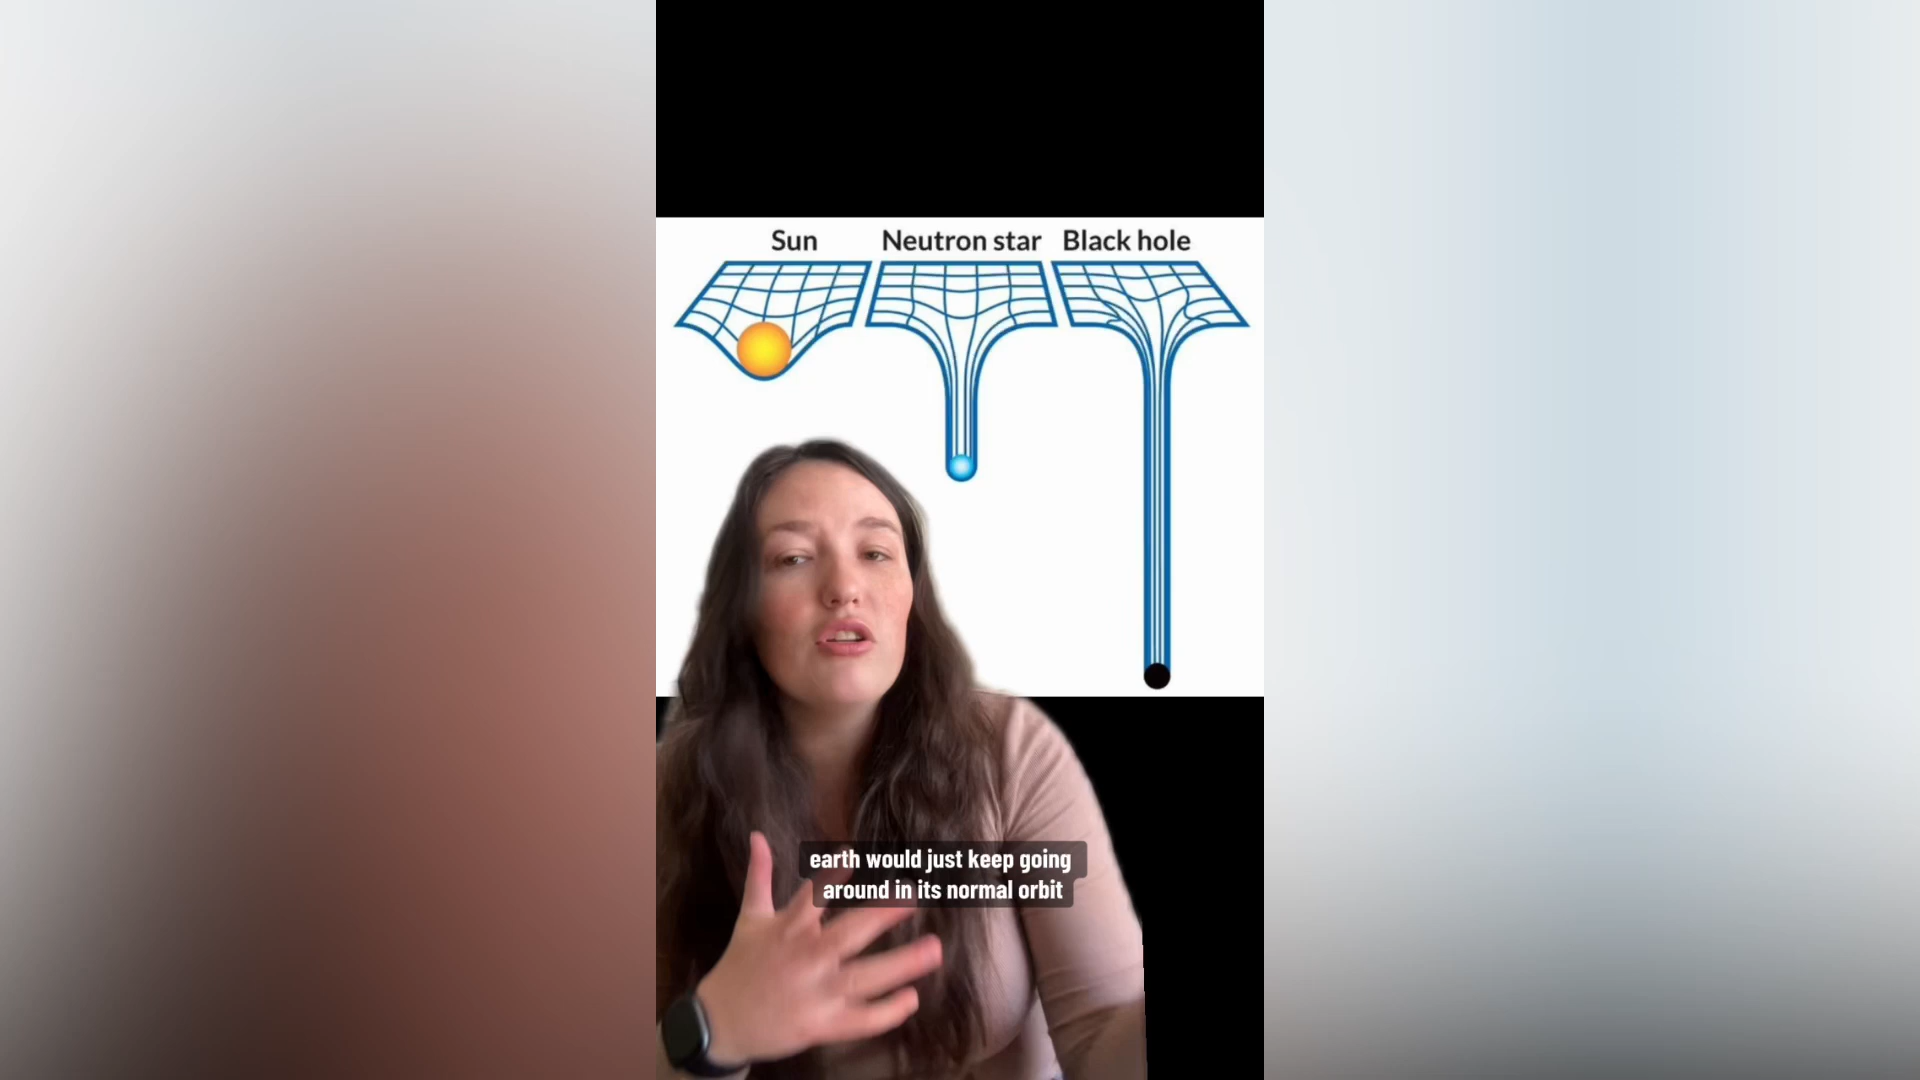 Sun Neutron star Black hole
earth would just keep going
around in its normal orbit